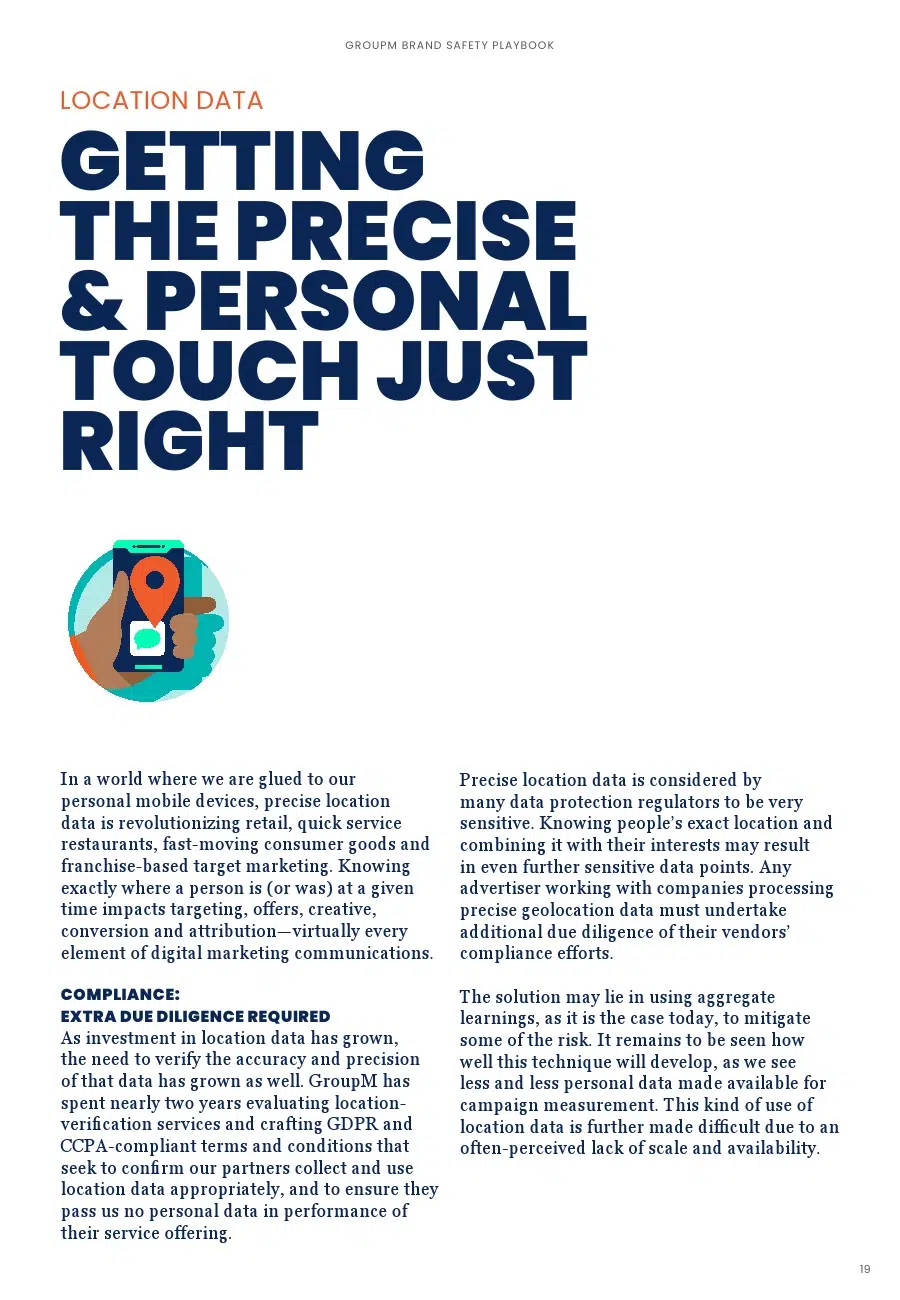 GROUPM BRAND SAFETY PLAYBOOK
LOCATION DATA
GETTING
THE PRECISE
& PERSONAL
TOUCH JUST
RIGHT
In a world where we are glued to our
personal mobile devices, precise location
data is revolutionizing retail, quick service
restaurants, fast-moving consumer goods and
franchise-based target marketing. Knowing
exactly where a person is (or was) at a given
time impacts targeting, offers, creative,
conversion and attribution—virtually every
element of digital marketing communications.
COMPLIANCE:
EXTRA DUE DILIGENCE REQUIRED
As investment in location data has grown,
the need to verify the accuracy and precision
of that data has grown as well. GroupM has
spent nearly two years evaluating location-
verification services and crafting GDPR and
CCPA-compliant terms and conditions that
seek to confirm our partners collect and use
location data appropriately, and to ensure they
pass us no personal data in performance of
their service offering.
Precise location data is considered by
many data protection regulators to be very
sensitive. Knowing people’s exact location and
combining it with their interests may result
in even further sensitive data points. Any
advertiser working with companies processing
precise geolocation data must undertake
additional due diligence of their vendors’
compliance efforts.
The solution may lie in using aggregate
learnings, as it is the case today, to mitigate
some of the risk. It remains to be seen how
well this technique will develop, as we see
less and less personal data made available for
campaign measurement. This kind of use of
location data is further made difficult due to an
often-perceived lack of scale and availability.
19